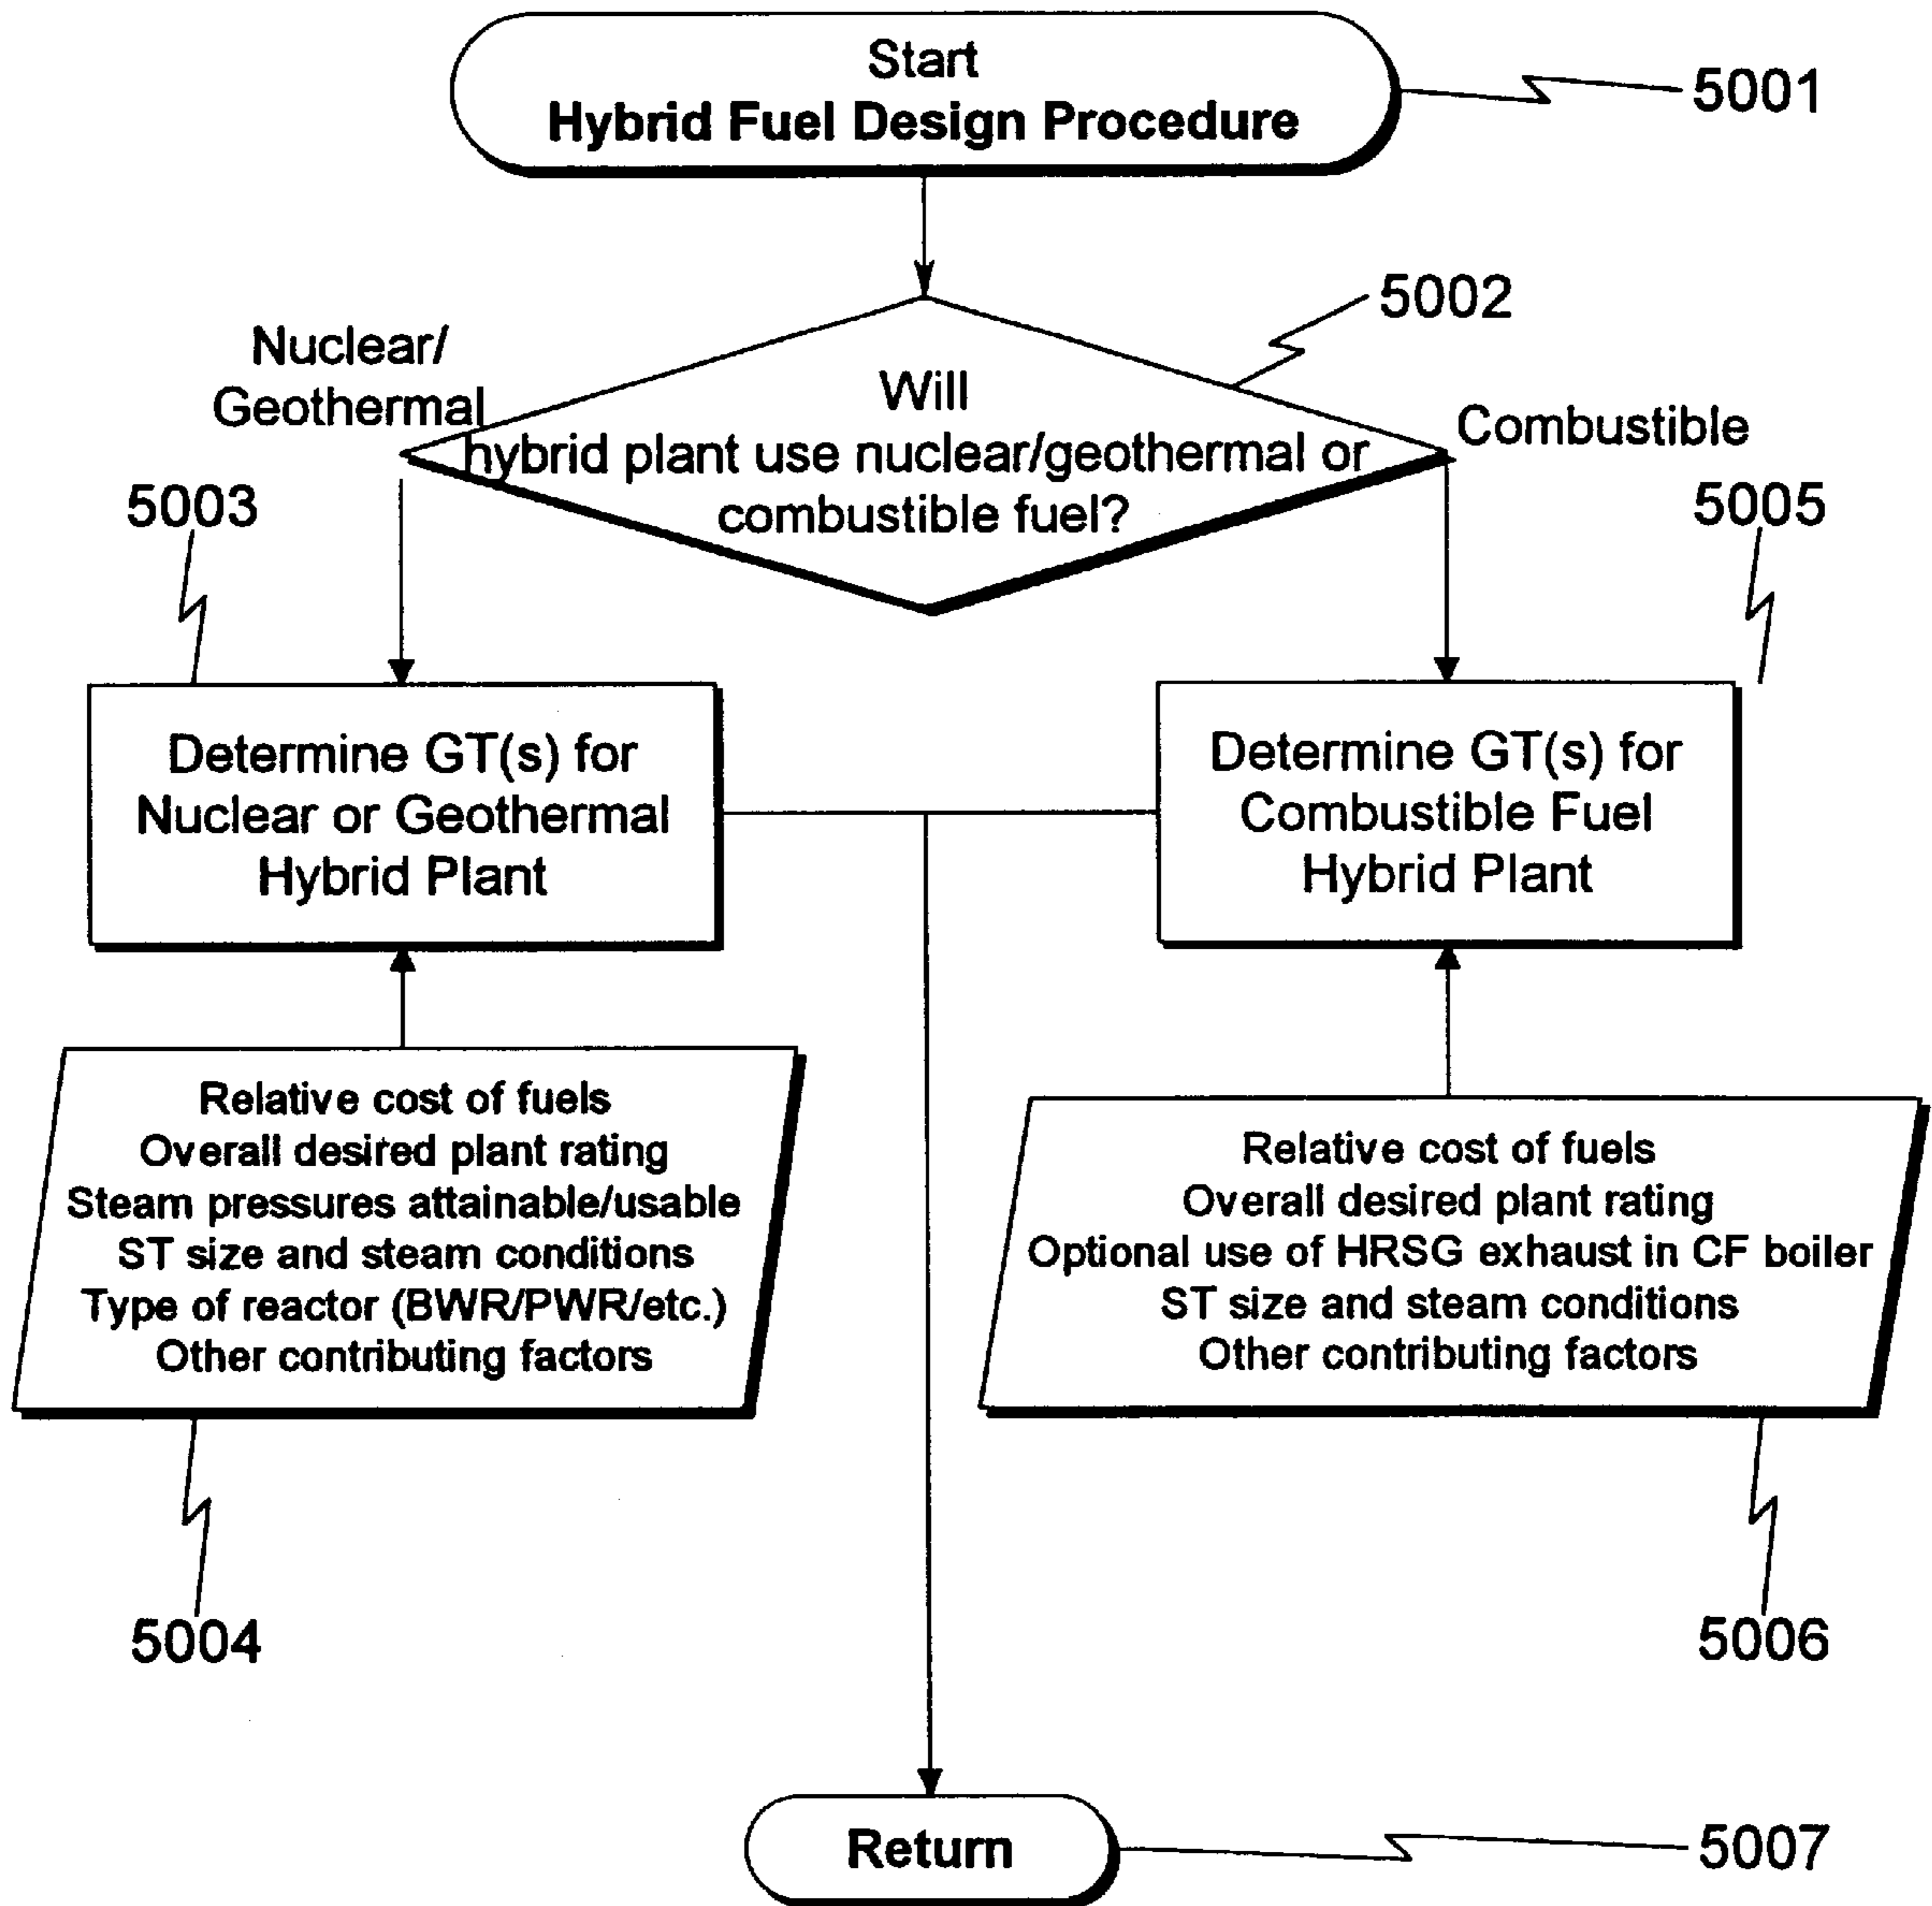 Start
Hybrid Fuel Design Procedure
5001
5002
Nuclear/
Geothermal
Will
hybrid plant use nuclear/geothermal or
combustible fuel?
Combustible
5003
5005
Determine GT(s) for
Nuclear or Geothermal
Hybrid Plant
Determine GT(s) for
Combustible Fuel
Hybrid Plant
Relative cost of fuels
Overall desired plant rating
Steam pressures attainable/usable
ST size and steam conditions
Type of reactor (BWR/PWR/etc.)
Other contributing factors
Relative cost of fuels
Overall desired plant rating
Optional use of HRSG exhaust in CF boiler
ST size and steam conditions
Other contributing factors
5004
5006
Return
5007